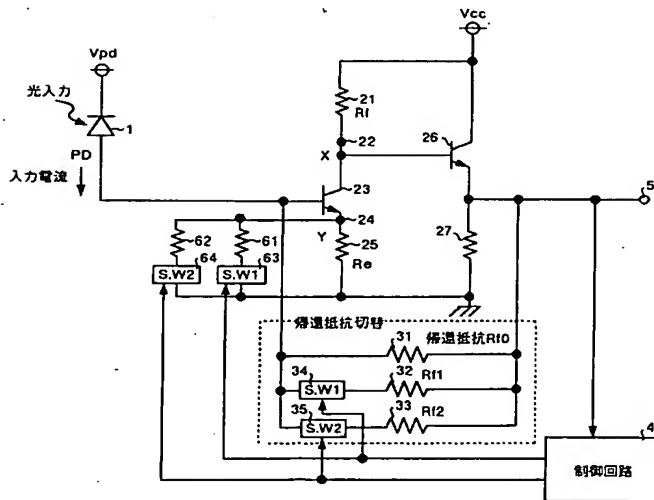 Vcc
Vpd
光入力
1
21
Rl
22
26
X
PD
入力電流
23
5
24
62
61
Y
25
27
64
63
Re
S.W2
S.W1
帰還抵抗切替
31
帰還抵抗Rf0
34
32
Rf1
S.W1
35
33
Rf2
S.W2
4
制御回路